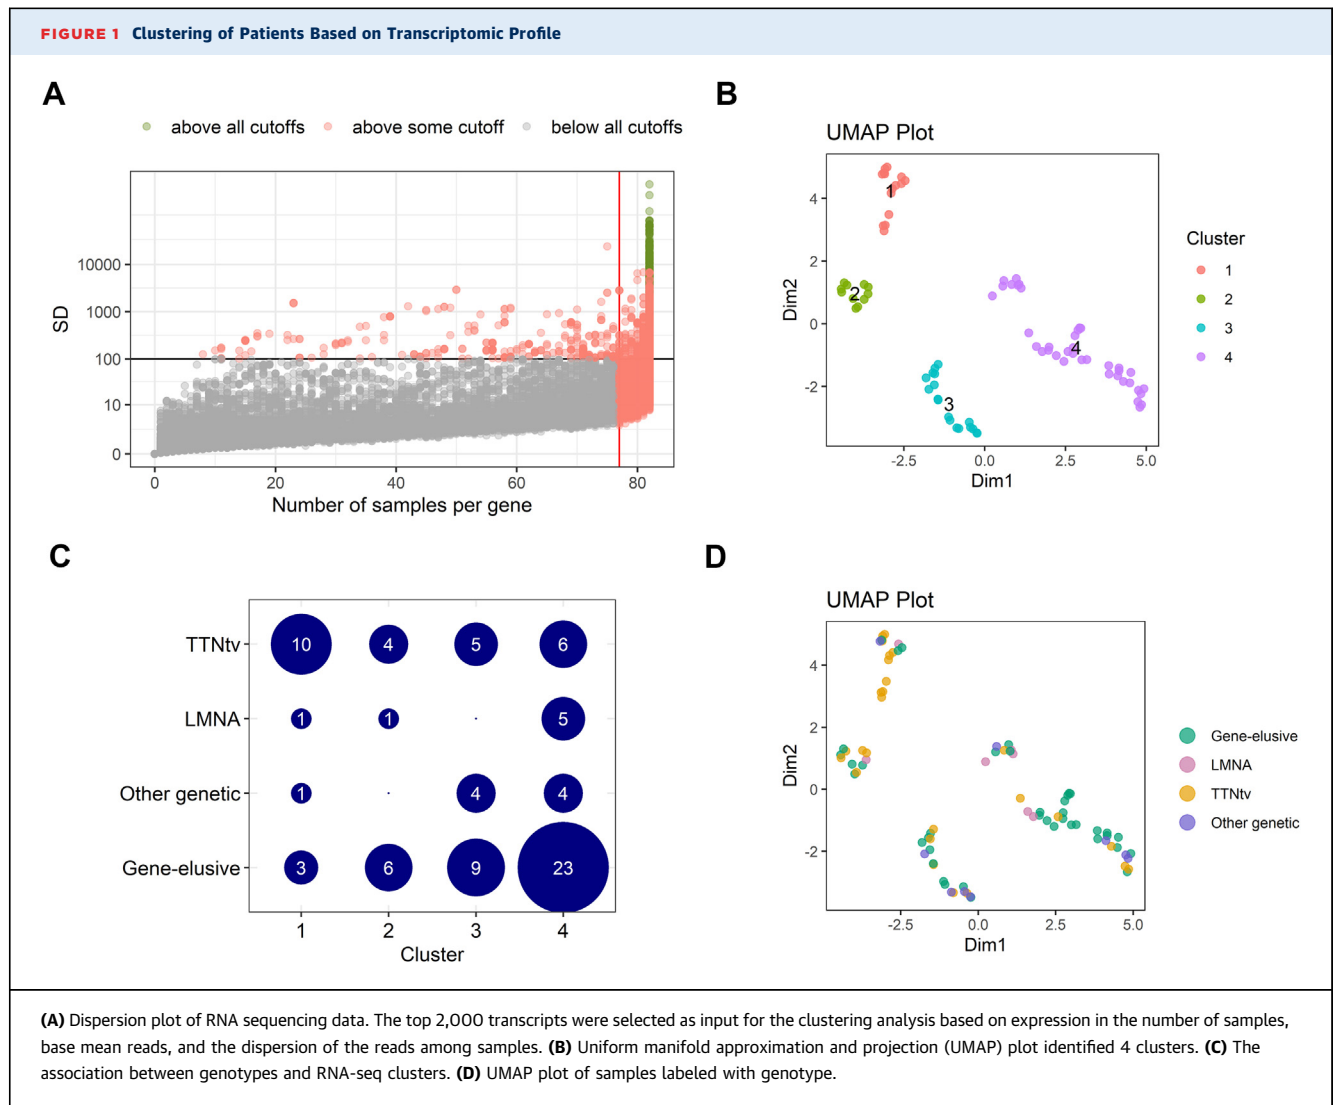 FIGURE 1 Clustering of Patients Based on Transcriptomic Profile
A
above all cutoffs above some cutoff below all cutoffs
SD
10000
1000
100
10
0
0 20 40 60 80
Number of samples per gene
B
UMAP Plot
Dim2
4
2
0
-2
1
2
3
4
-2.5 0.0 2.5 5.0
Dim1
Cluster
1
2
3
4
C
TTNtv 10 4 5 6
LMNA 1 1 5
Other genetic 1 4 4
Gene-elusive 3 6 9 23
1 2 3 4
Cluster
D
UMAP Plot
Dim2
4
2
0
-2
-2.5 0.0 2.5 5.0
Dim1
Gene-elusive
LMNA
TTNtv
Other genetic
(A) Dispersion plot of RNA sequencing data. The top 2,000 transcripts were selected as input for the clustering analysis based on expression in the number of samples,
base mean reads, and the dispersion of the reads among samples. (B) Uniform manifold approximation and projection (UMAP) plot identified 4 clusters. (C) The
association between genotypes and RNA-seq clusters. (D) UMAP plot of samples labeled with genotype.